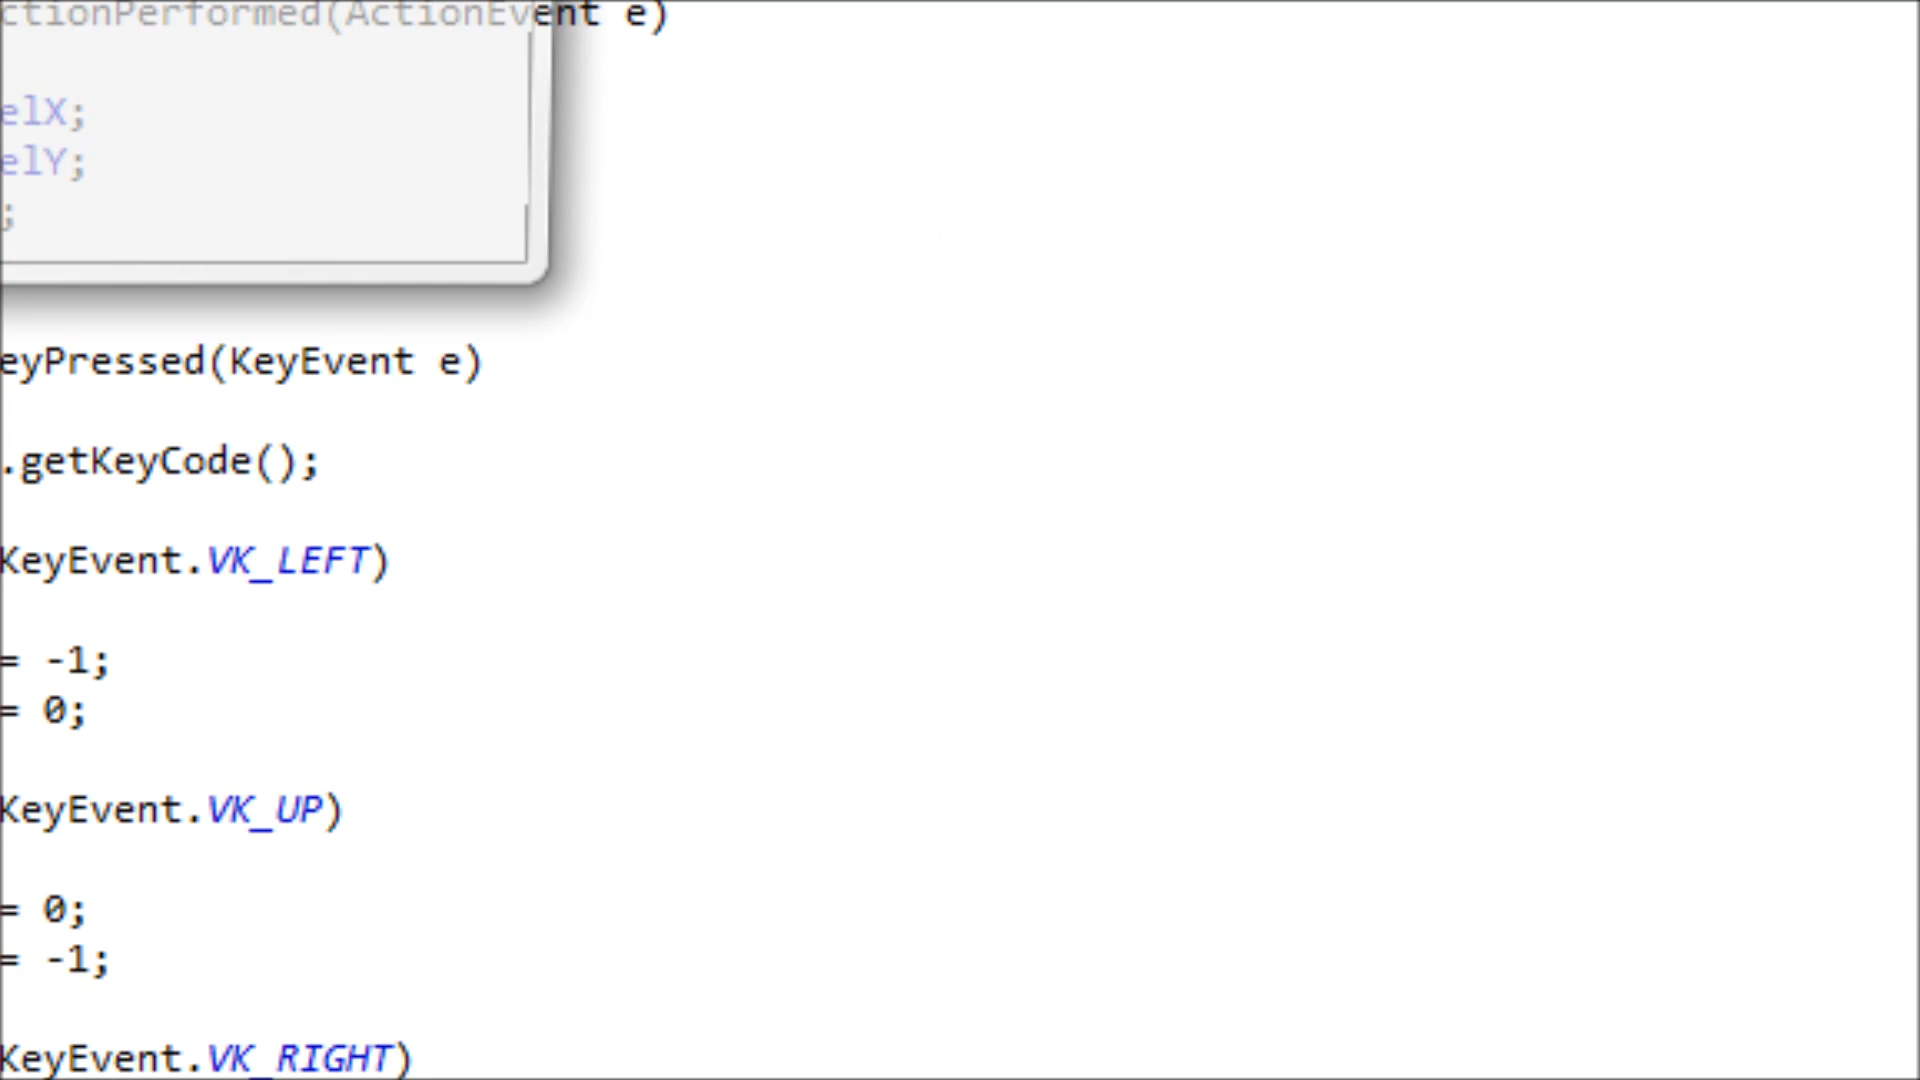 ctionPerformed(ActionEvent e)
elX;
elY;
;
eyPressed(KeyEvent e)
.getKeyCode();
KeyEvent.VK_LEFT)
= -1;
= 0;
KeyEvent.VK_UP)
= 0;
= -1;
KeyEvent.VK_RIGHT)